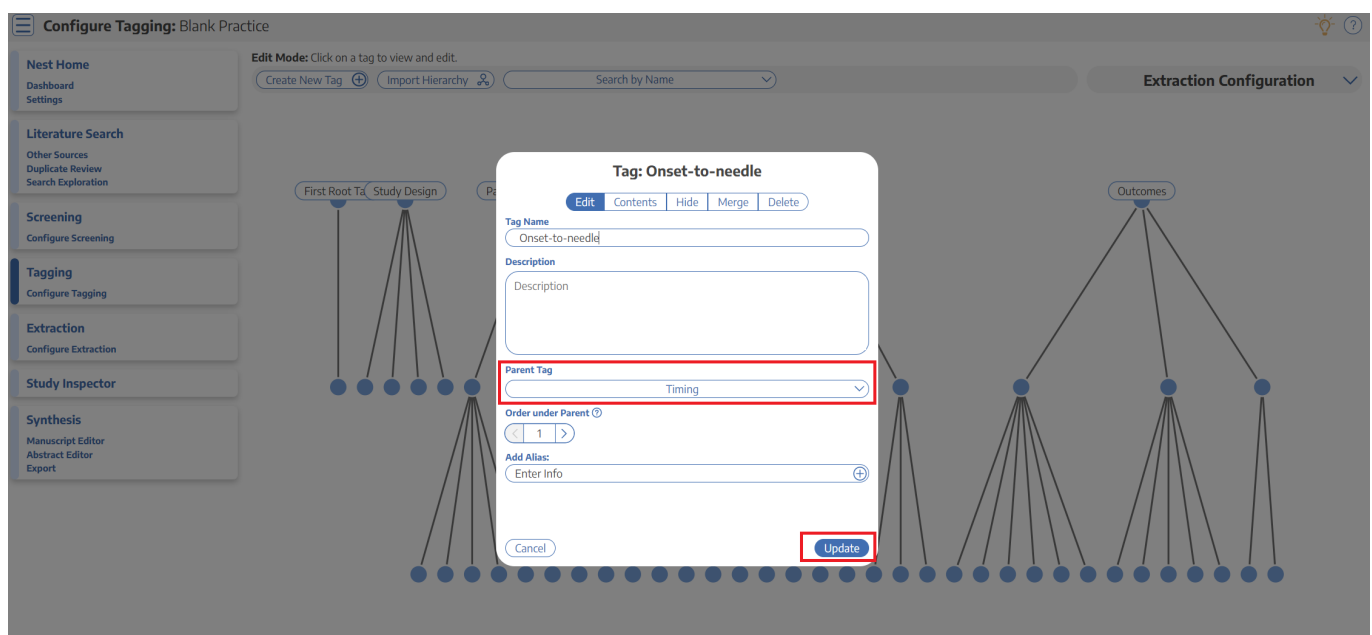 Configure Tagging: Blank Practice
Nest Home
Dashboard
Settings
Literature Search
Other Sources
Duplicate Review
Search Exploration
Screening
Configure Screening
Tagging
Configure Tagging
Extraction
Configure Extraction
Study Inspector
Synthesis
Manuscript Editor
Abstract Editor
Export
Edit Mode: Click on a tag to view and edit.
Create New Tag
Import Hierarchy
Search by Name
Extraction Configuration
First Root Ta
Study Design
Pa
Outcomes
Tag: Onset-to-needle
Edit
Contents
Hide
Merge
Delete
Tag Name
Onset-to-needle
Description
Description
Parent Tag
Timing
Order under Parent ?
< 1 >
Add Alias:
Enter Info
Cancel
Update